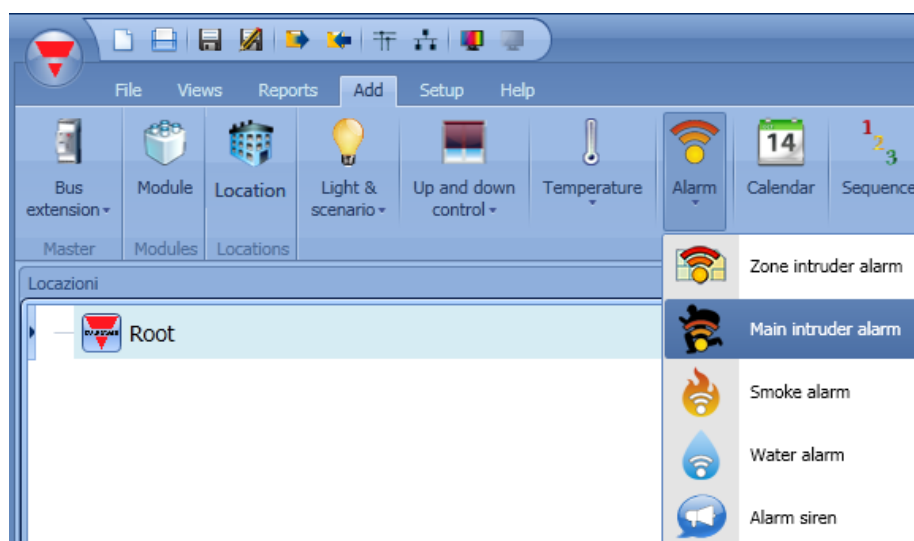 File Views Reports Add Setup Help
Bus extension
Module
Location
Light & scenario
Up and down control
Temperature
Alarm
14
Calendar
1 2 3
Sequence
Master Modules Locations
Locazioni
Root
Zone intruder alarm
Main intruder alarm
Smoke alarm
Water alarm
Alarm siren